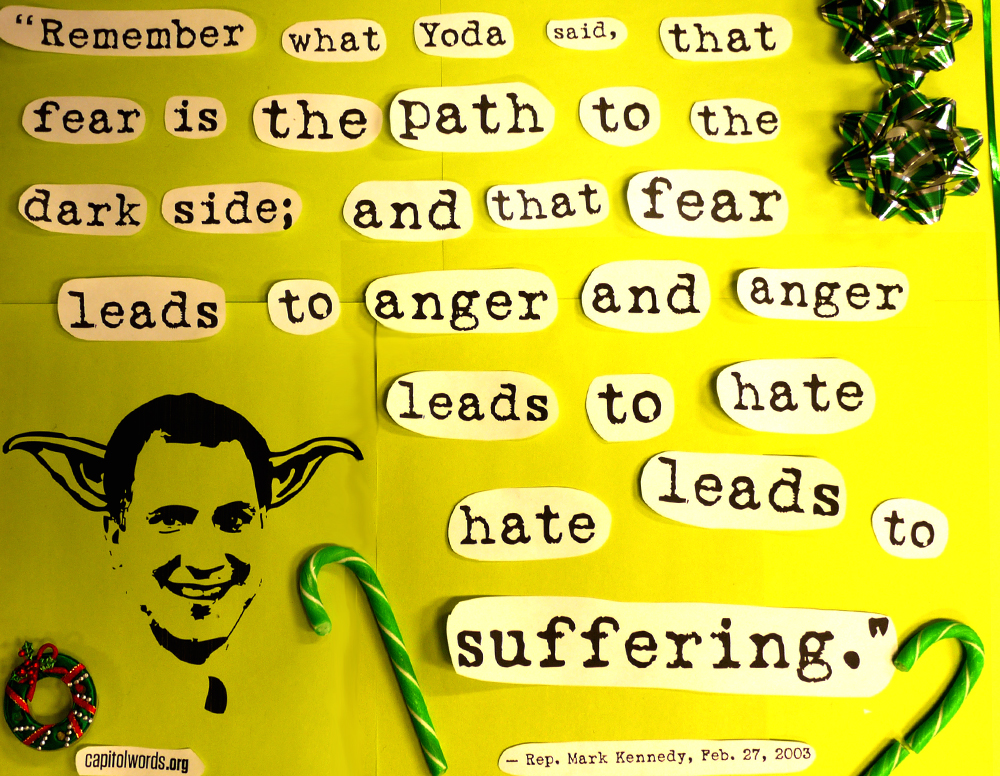 “Remember what Yoda said, that
fear is the path to the
dark side; and that fear
leads to anger and anger
leads to hate
hate leads to
suffering."
capitolwords.org
— Rep. Mark Kennedy, Feb. 27, 2003